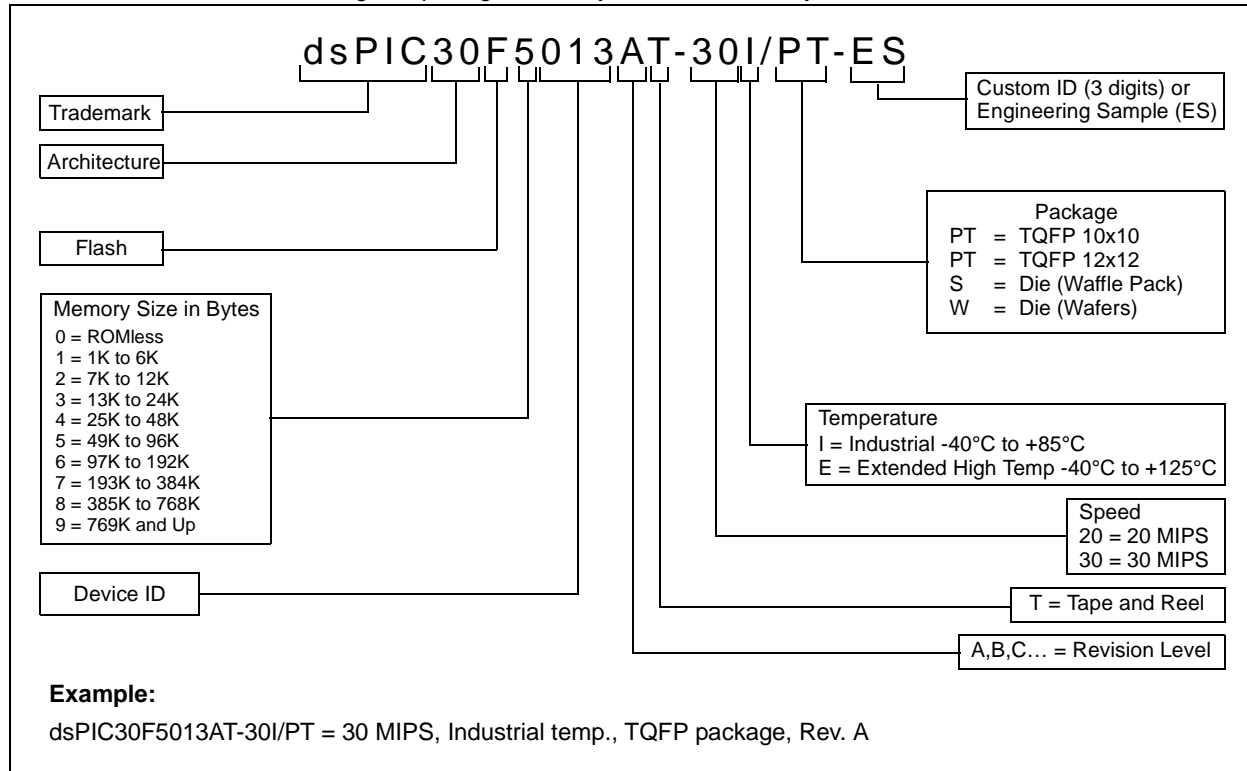 dsPIC30F5013AT-30I/PT-ES
Trademark
Architecture
Flash
Memory Size in Bytes
0 = ROMless
1 = 1K to 6K
2 = 7K to 12K
3 = 13K to 24K
4 = 25K to 48K
5 = 49K to 96K
6 = 97K to 192K
7 = 193K to 384K
8 = 385K to 768K
9 = 769K and Up
Device ID
Custom ID (3 digits) or
Engineering Sample (ES)
Package
PT = TQFP 10x10
PT = TQFP 12x12
S = Die (Waffle Pack)
W = Die (Wafers)
Temperature
I = Industrial -40°C to +85°C
E = Extended High Temp -40°C to +125°C
Speed
20 = 20 MIPS
30 = 30 MIPS
T = Tape and Reel
A,B,C… = Revision Level
Example:
dsPIC30F5013AT-30I/PT = 30 MIPS, Industrial temp., TQFP package, Rev. A